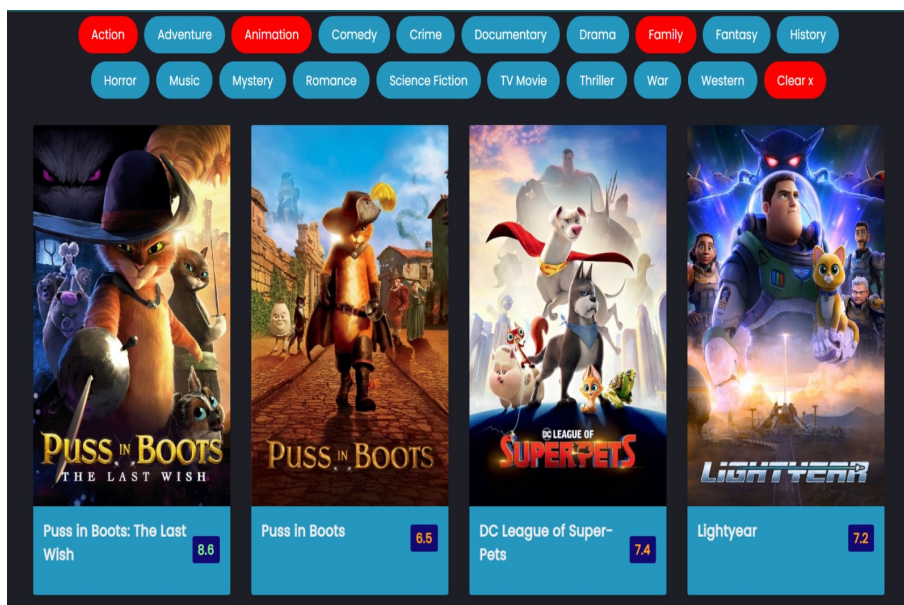 Action Adventure Animation Comedy Crime Documentary Drama Family Fantasy History
Horror Music Mystery Romance Science Fiction TV Movie Thriller War Western Clear x
PUSS IN BOOTS
THE LAST WISH
PUSS IN BOOTS
DC LEAGUE OF
SUPER-PETS
LIGHTYEAR
Puss in Boots: The Last
Wish
8.6
Puss in Boots
6.5
DC League of Super-
Pets
7.4
Lightyear
7.2